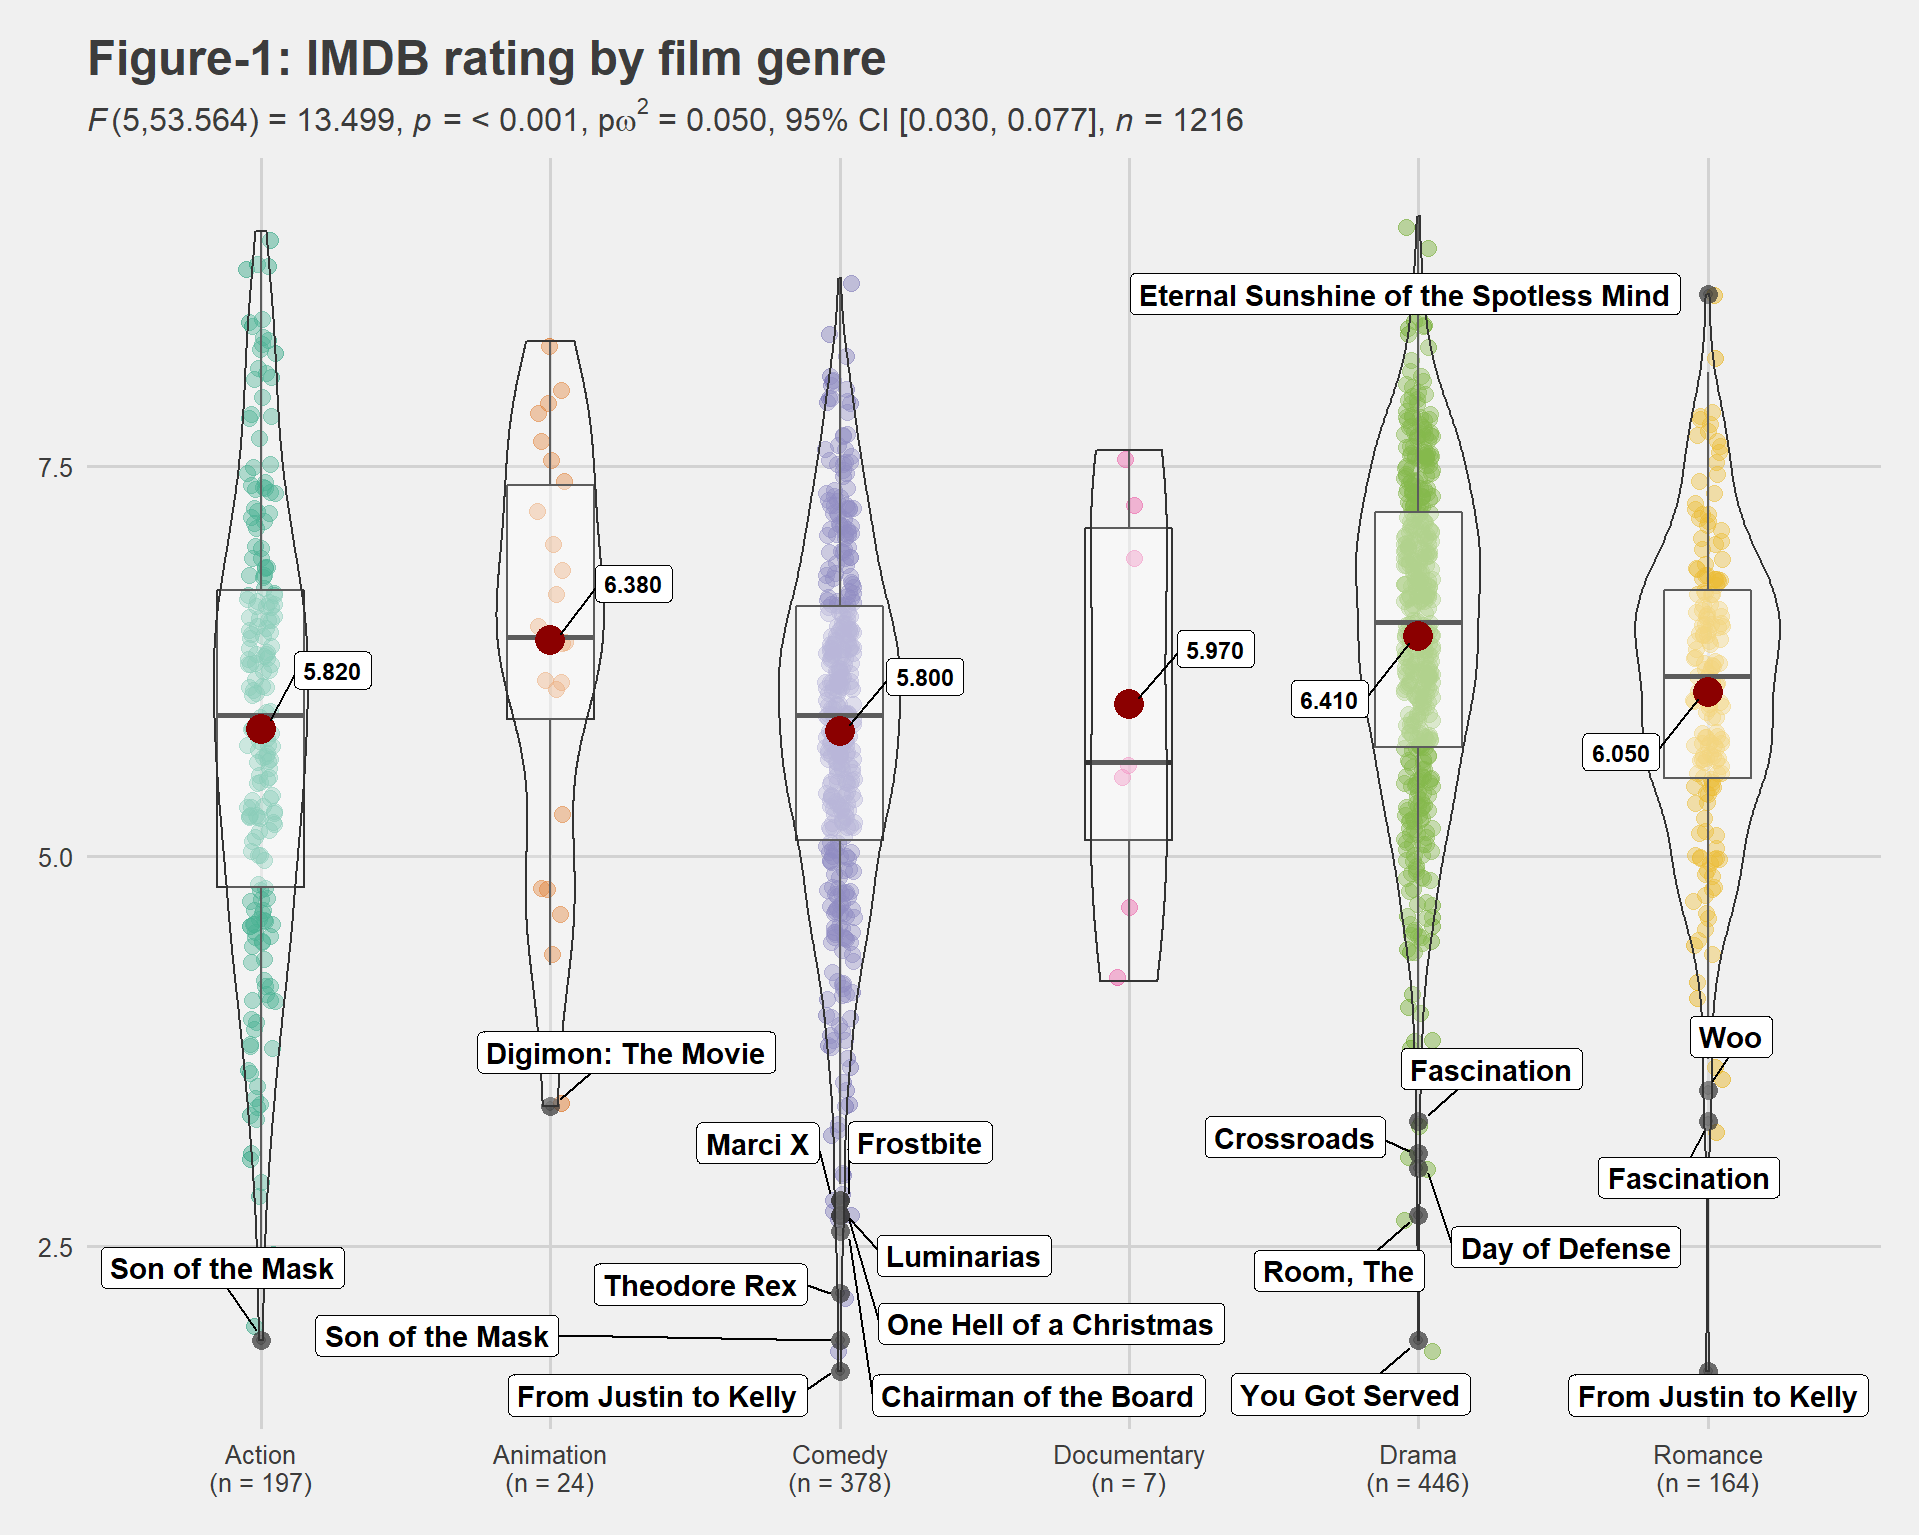 Figure-1: IMDB rating by film genre
F(5,53.564) = 13.499, p = < 0.001, pω² = 0.050, 95% CI [0.030, 0.077], n = 1216
Eternal Sunshine of the Spotless Mind
7.5
6.380
5.820
5.970
5.800
6.410
6.050
5.0
Woo
Digimon: The Movie
Fascination
Crossroads
Marci X
Frostbite
Fascination
2.5
Day of Defense
Luminarias
Son of the Mask
Room, The
Theodore Rex
One Hell of a Christmas
Son of the Mask
You Got Served
From Justin to Kelly
Chairman of the Board
From Justin to Kelly
Action
(n = 197)
Animation
(n = 24)
Comedy
(n = 378)
Documentary
(n = 7)
Drama
(n = 446)
Romance
(n = 164)